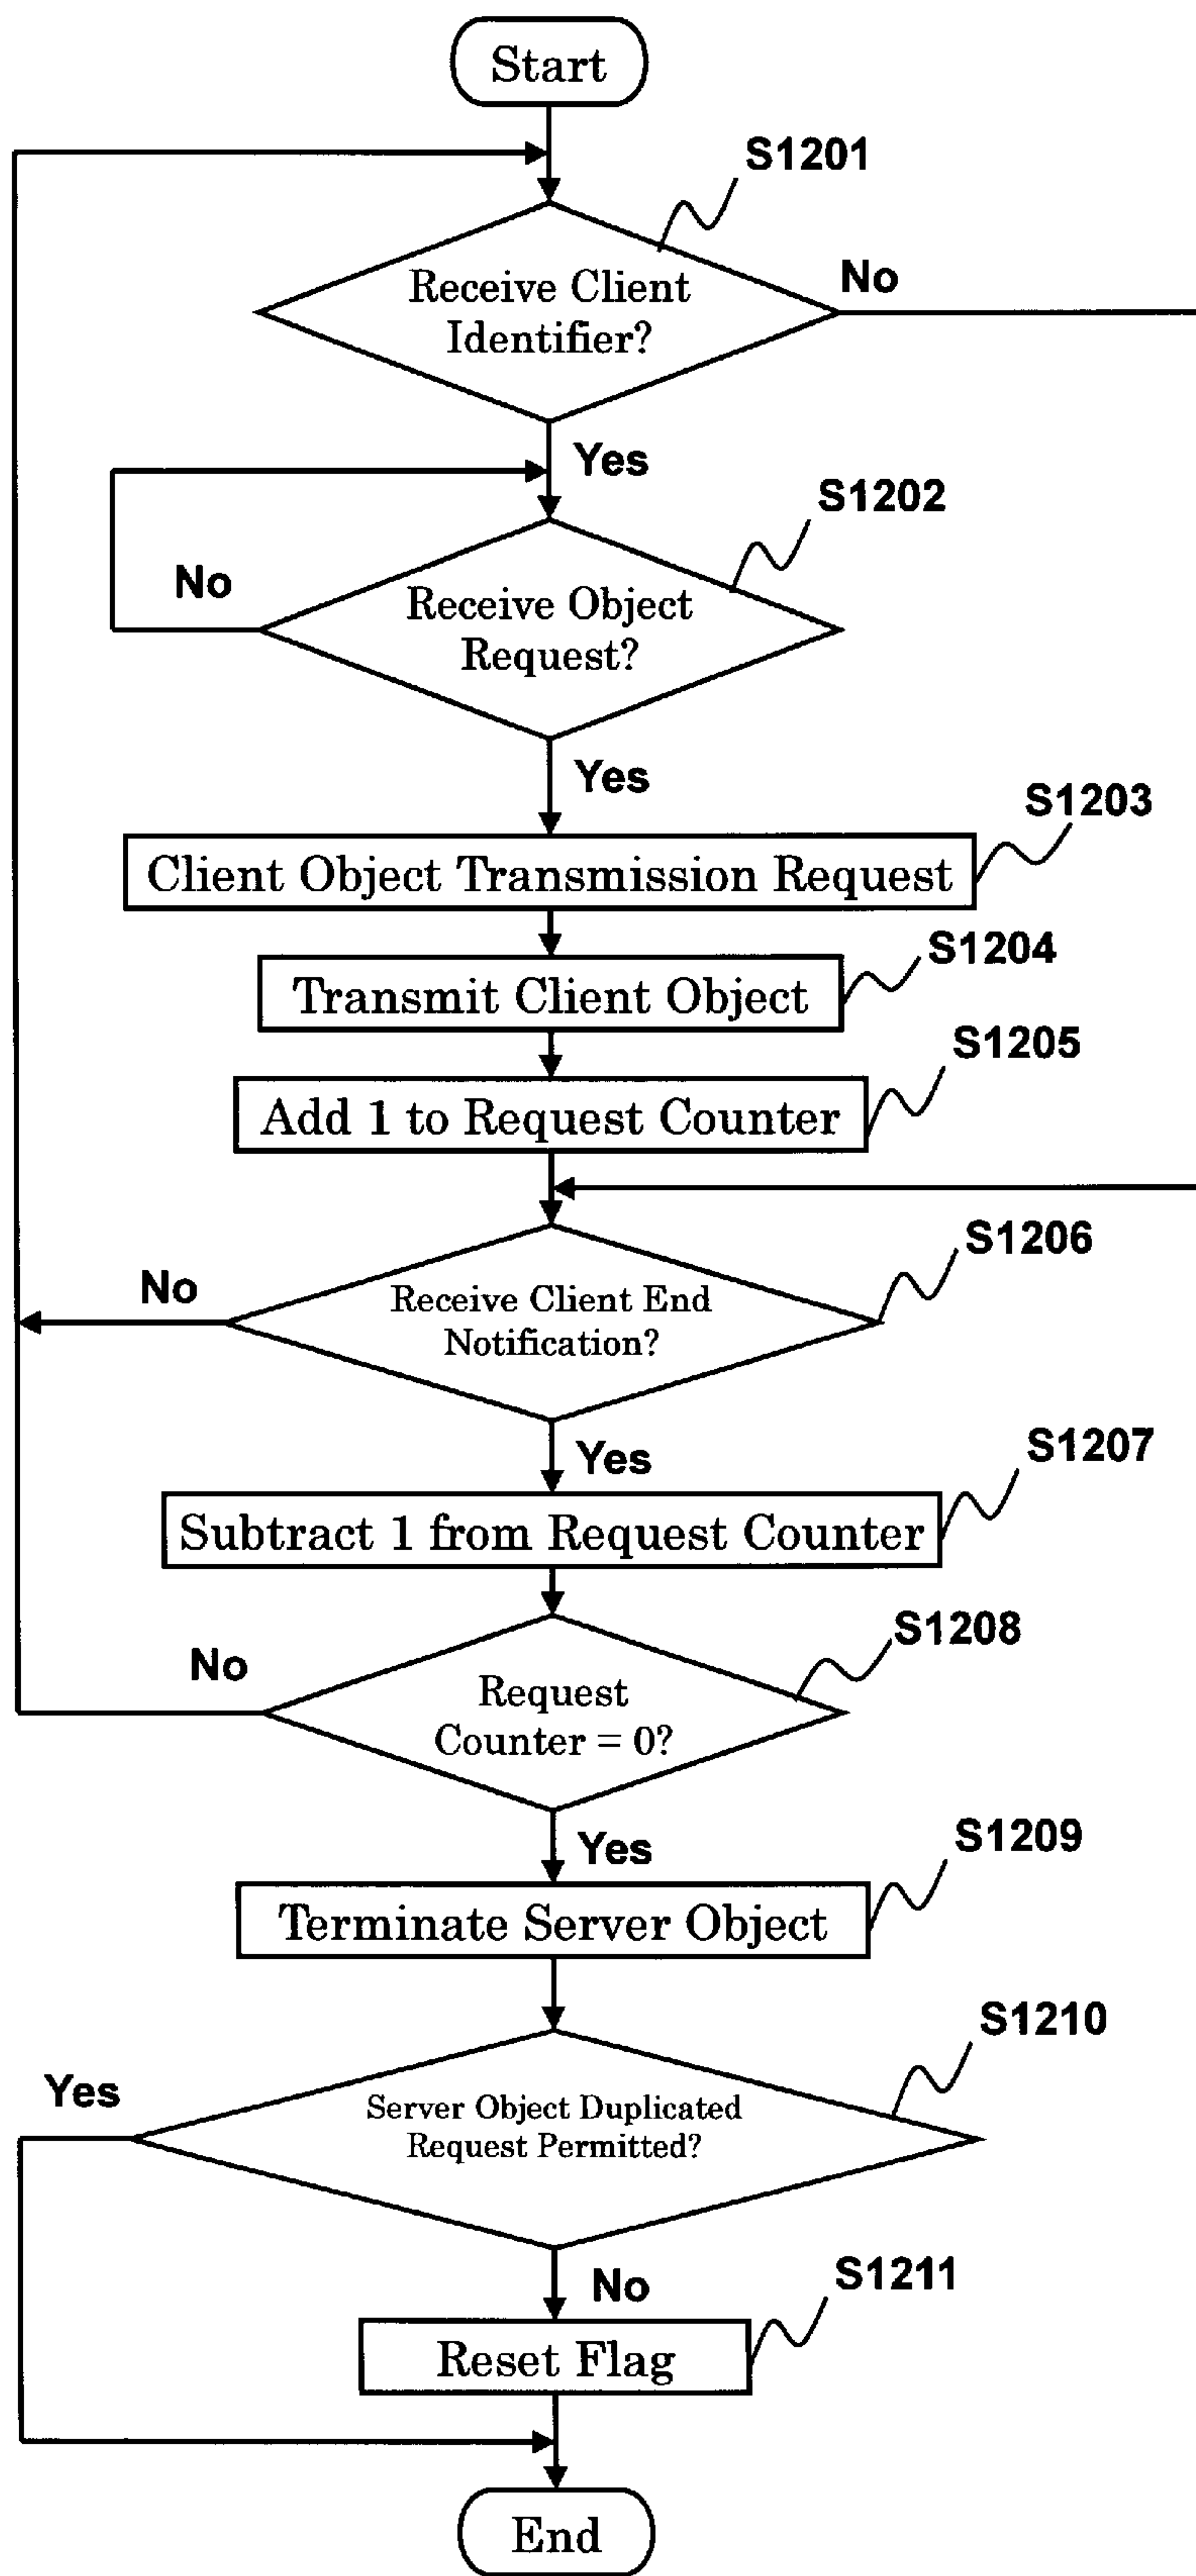 Start
S1201
Receive Client
Identifier?
No
Yes
S1202
No
Receive Object
Request?
Yes
S1203
Client Object Transmission Request
S1204
Transmit Client Object
S1205
Add 1 to Request Counter
S1206
No
Receive Client End
Notification?
Yes
S1207
Subtract 1 from Request Counter
S1208
No
Request
Counter = 0?
Yes
S1209
Terminate Server Object
S1210
Yes
Server Object Duplicated
Request Permitted?
No
S1211
Reset Flag
End